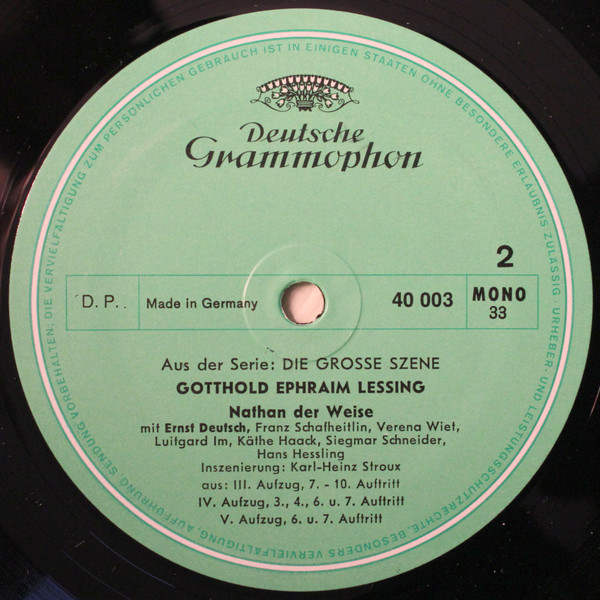 Deutsche
Grammophon
2
D. P.
Made in Germany
40 003
MONO
33
Aus der Serie: DIE GROSSE SZENE
GOTTHOLD EPHRAIM LESSING
Nathan der Weise
mit Ernst Deutsch, Franz Schafheitlin, Verena Wiet,
Luitgard Im, Käthe Haack, Siegmar Schneider,
Hans Hessling
Inszenierung: Karl-Heinz Stroux
aus: III. Aufzug, 7. - 10. Auftritt
IV. Aufzug, 3., 4., 6. u. 7. Auftritt
V. Aufzug, 6. u. 7. Auftritt
URHEBER- UND LEISTUNGSSCHUTZRECHTE, BESONDERS VERVIELFÄLTIGUNG, AUFFÜHRUNG, SENDUNG VORBEHALTEN; DIE VERVIELFÄLTIGUNG ZUM PERSÖNLICHEN GEBRAUCH IST IN EINIGEN STAATEN OHNE BESONDERE ERLAUBNIS ZULÄSSIG ·